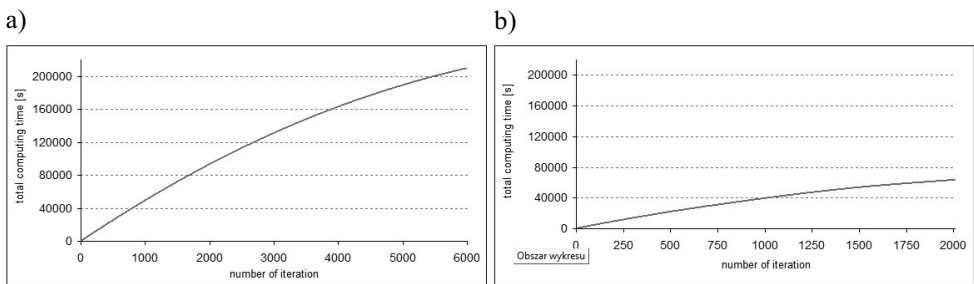 a)
total computing time [s]
200000
160000
120000
80000
40000
0
0 1000 2000 3000 4000 5000 6000
number of iteration
b)
total computing time [s]
200000
160000
120000
80000
40000
0
0 250 500 750 1000 1250 1500 1750 2000
Obszar wykresu
number of iteration